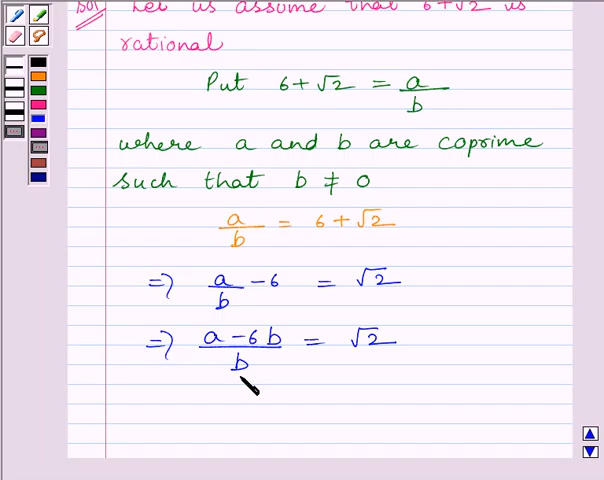 Sol Let us assume that 6+√2 is
rational
Put 6+√2 = a/b
where a and b are coprime
such that b ≠ 0
a/b = 6+√2
=> a/b - 6 = √2
=> (a-6b)/b = √2